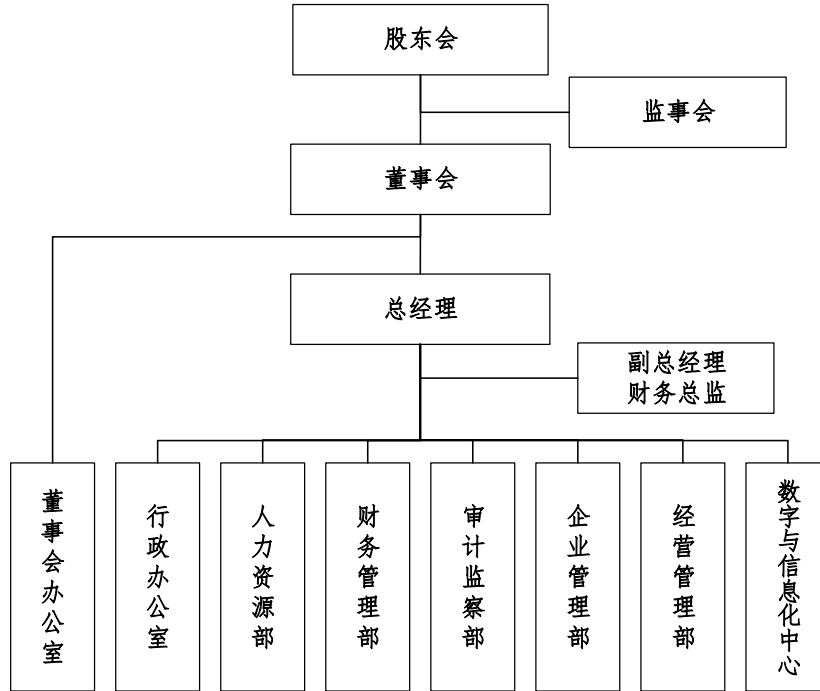 股东会
监事会
董事会
总经理
副总经理
财务总监
董事会办公室
行政办公室
人力资源部
财务管理部
审计监察部
企业管理部
经营管理部
数字与信息化中心